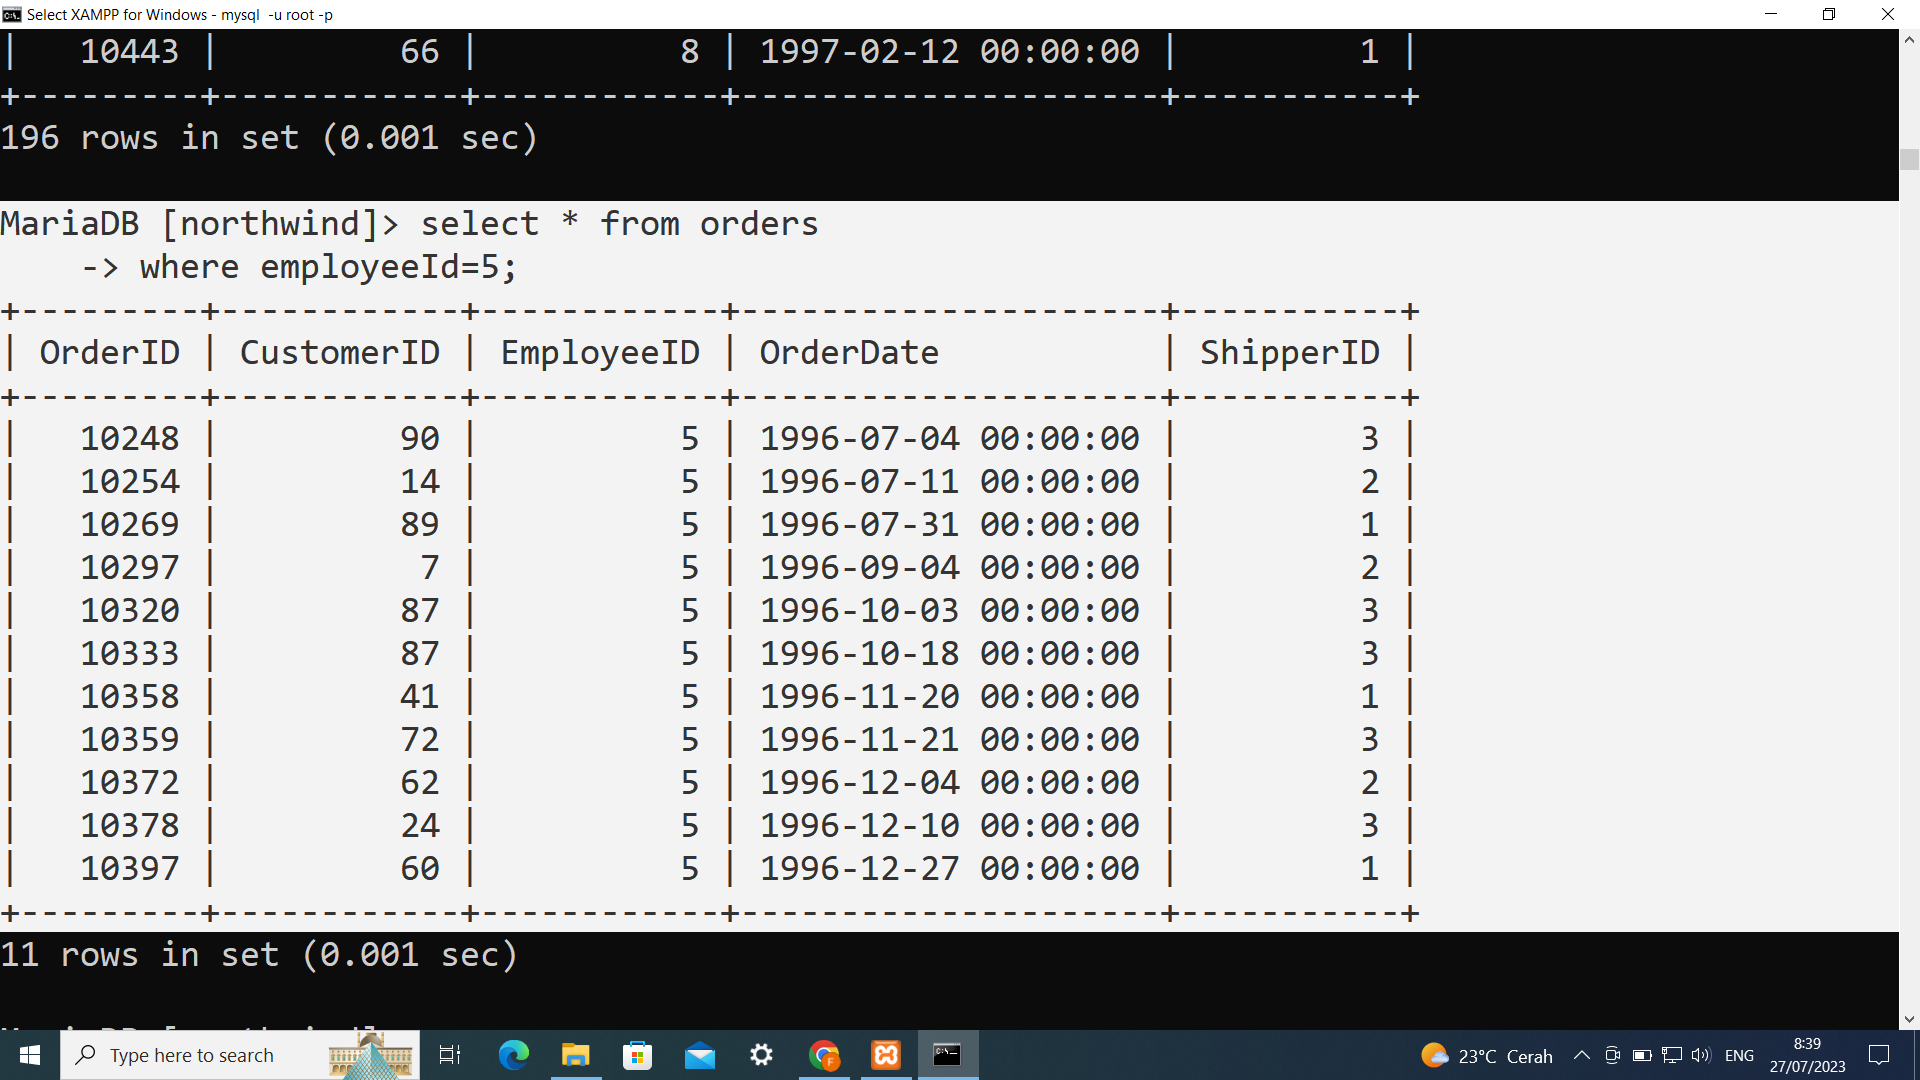 Select XAMPP for Windows - mysql  -u root -p
|   10443 |         66 |          8 | 1997-02-12 00:00:00 |         1 |
+---------+------------+------------+---------------------+-----------+
196 rows in set (0.001 sec)
MariaDB [northwind]> select * from orders
    -> where employeeId=5;
+---------+------------+------------+---------------------+-----------+
| OrderID | CustomerID | EmployeeID | OrderDate           | ShipperID |
+---------+------------+------------+---------------------+-----------+
|   10248 |         90 |          5 | 1996-07-04 00:00:00 |         3 |
|   10254 |         14 |          5 | 1996-07-11 00:00:00 |         2 |
|   10269 |         89 |          5 | 1996-07-31 00:00:00 |         1 |
|   10297 |          7 |          5 | 1996-09-04 00:00:00 |         2 |
|   10320 |         87 |          5 | 1996-10-03 00:00:00 |         3 |
|   10333 |         87 |          5 | 1996-10-18 00:00:00 |         3 |
|   10358 |         41 |          5 | 1996-11-20 00:00:00 |         1 |
|   10359 |         72 |          5 | 1996-11-21 00:00:00 |         3 |
|   10372 |         62 |          5 | 1996-12-04 00:00:00 |         2 |
|   10378 |         24 |          5 | 1996-12-10 00:00:00 |         3 |
|   10397 |         60 |          5 | 1996-12-27 00:00:00 |         1 |
+---------+------------+------------+---------------------+-----------+
11 rows in set (0.001 sec)
Type here to search
23°C Cerah
ENG
8:39
27/07/2023